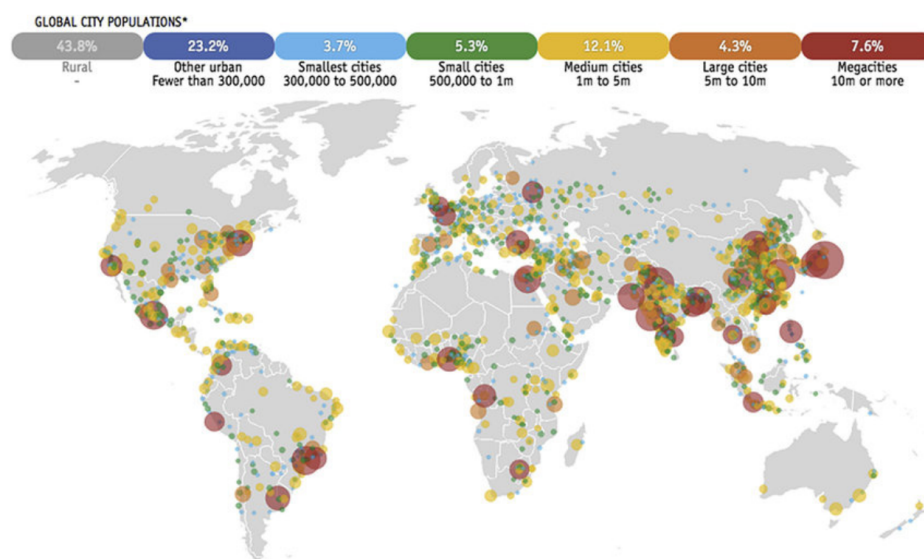 GLOBAL CITY POPULATIONS*
43.8% 23.2% 3.7% 5.3% 12.1% 4.3% 7.6%
Rural Other urban Smallest cities Small cities Medium cities Large cities Megacities
- Fewer than 300,000 300,000 to 500,000 500,000 to 1m 1m to 5m 5m to 10m 10m or more